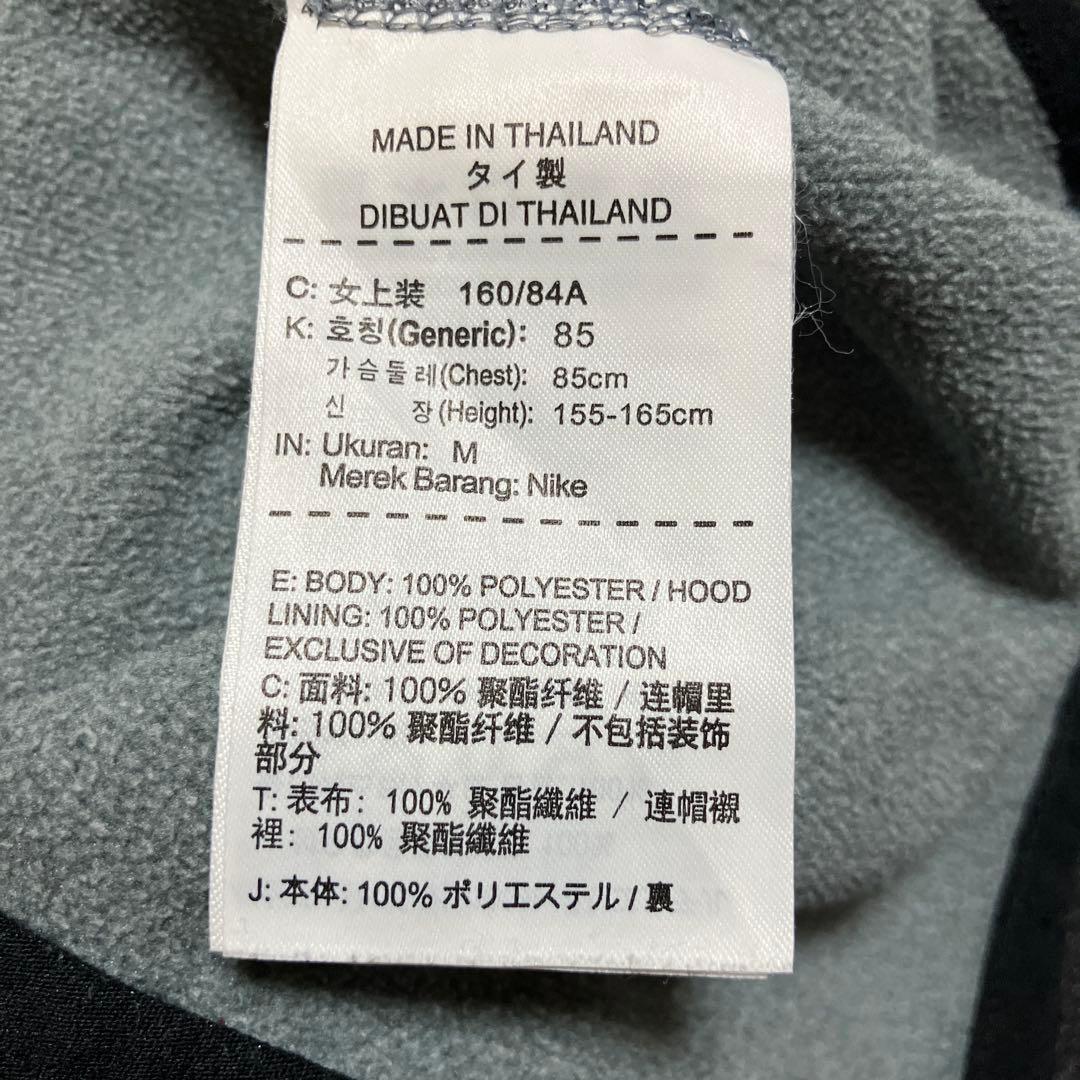 MADE IN THAILAND
タイ製
DIBUAT DI THAILAND
C: 女上装 160/84A
K: 호칭(Generic): 85
가슴둘레(Chest): 85cm
신 장(Height): 155-165cm
IN: Ukuran: M
Merek Barang: Nike
E: BODY: 100% POLYESTER / HOOD
LINING: 100% POLYESTER /
EXCLUSIVE OF DECORATION
C: 面料: 100% 聚酯纤维 / 连帽里
料: 100% 聚酯纤维 / 不包括装饰
部分
T: 表布: 100% 聚酯纖維 / 連帽襯
裡: 100% 聚酯纖維
J: 本体: 100% ポリエステル / 裏